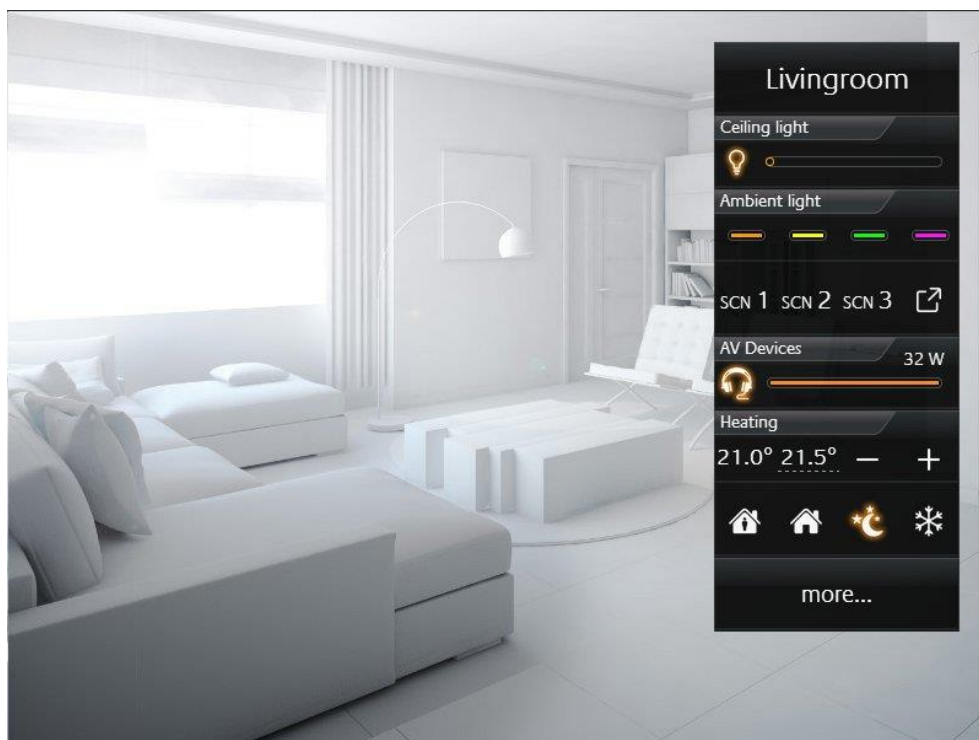 Livingroom
Ceiling light
Ambient light
SCN 1 SCN 2 SCN 3
AV Devices
32 W
Heating
21.0° 21.5° — +
more...